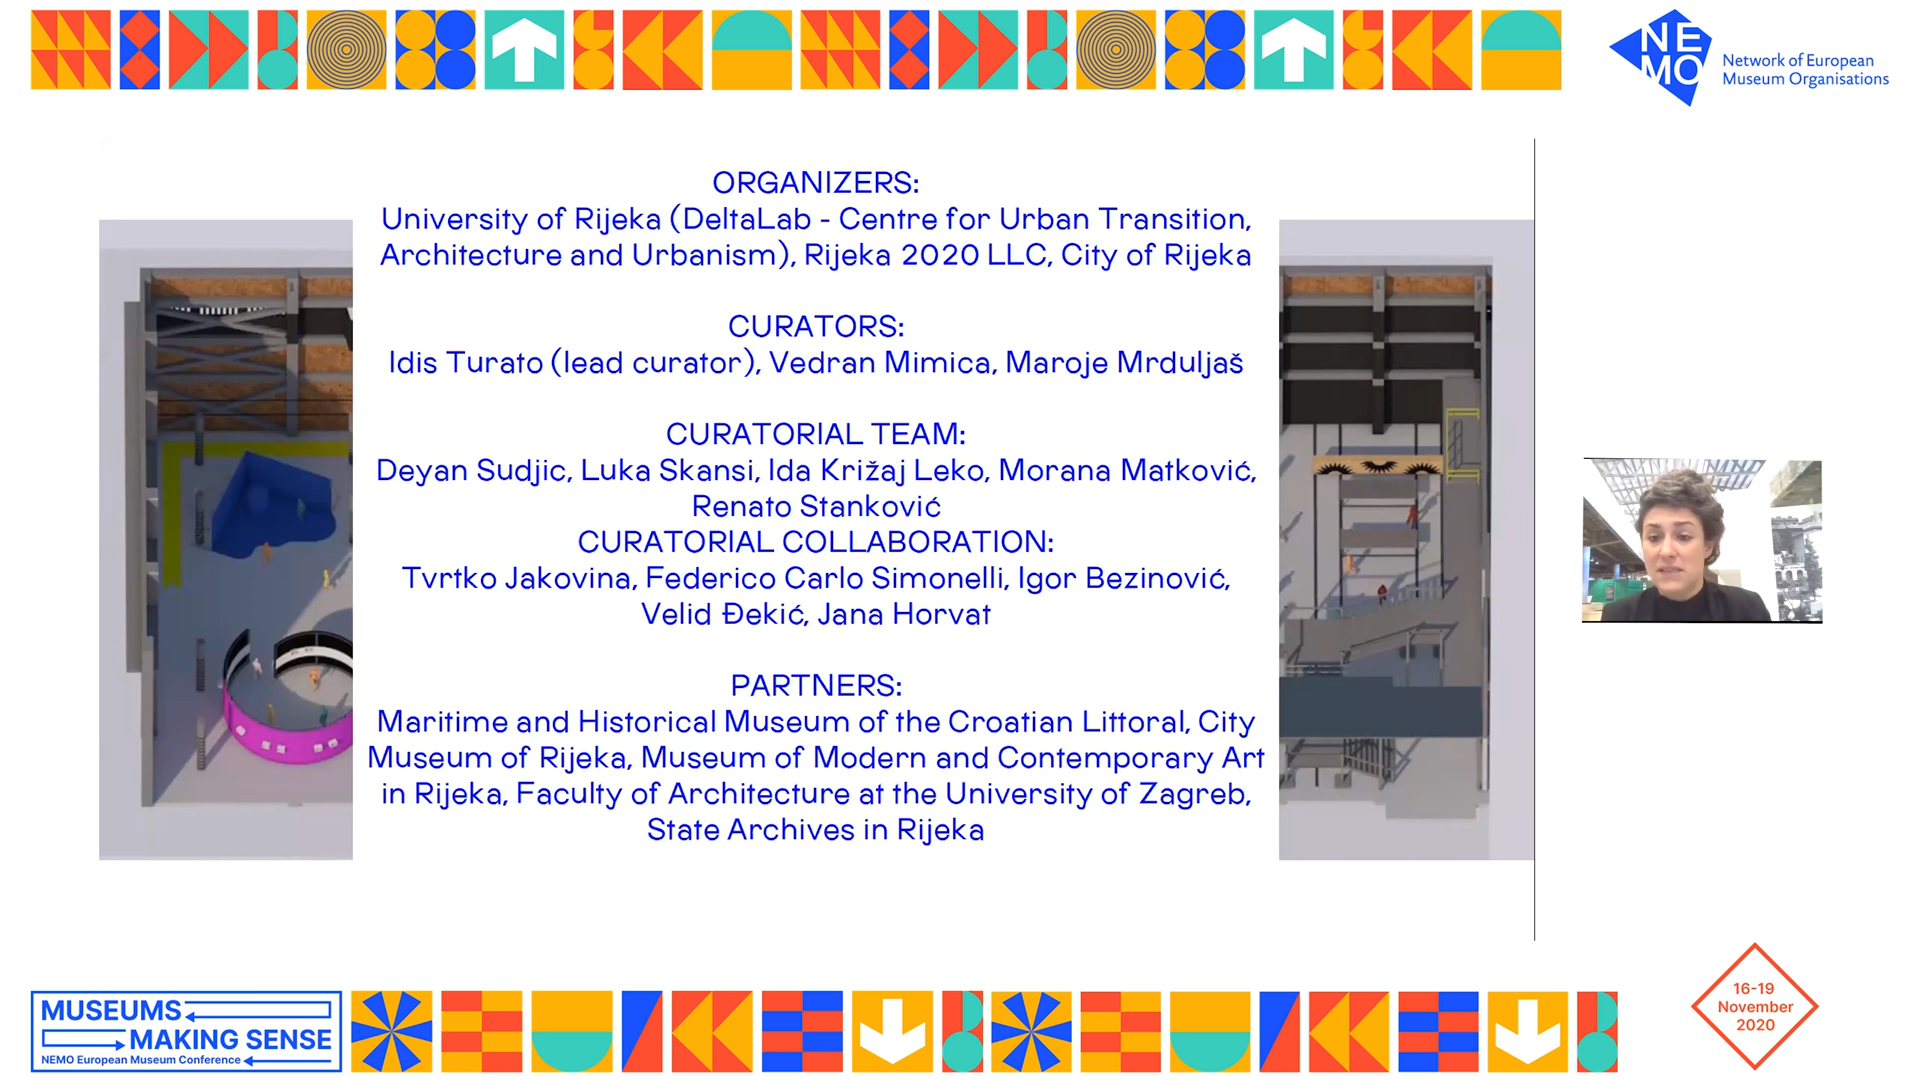 NE
MO
Network of European
Museum Organisations
ORGANIZERS:
University of Rijeka (DeltaLab - Centre for Urban Transition,
Architecture and Urbanism), Rijeka 2020 LLC, City of Rijeka
CURATORS:
Idis Turato (lead curator), Vedran Mimica, Maroje Mrduljaš
CURATORIAL TEAM:
Deyan Sudjic, Luka Skansi, Ida Križaj Leko, Morana Matković,
Renato Stanković
CURATORIAL COLLABORATION:
Tvrtko Jakovina, Federico Carlo Simonelli, Igor Bezinović,
Velid Đekić, Jana Horvat
PARTNERS:
Maritime and Historical Museum of the Croatian Littoral, City
Museum of Rijeka, Museum of Modern and Contemporary Art
in Rijeka, Faculty of Architecture at the University of Zagreb,
State Archives in Rijeka
MUSEUMS
MAKING SENSE
NEMO European Museum Conference
16-19
November
2020